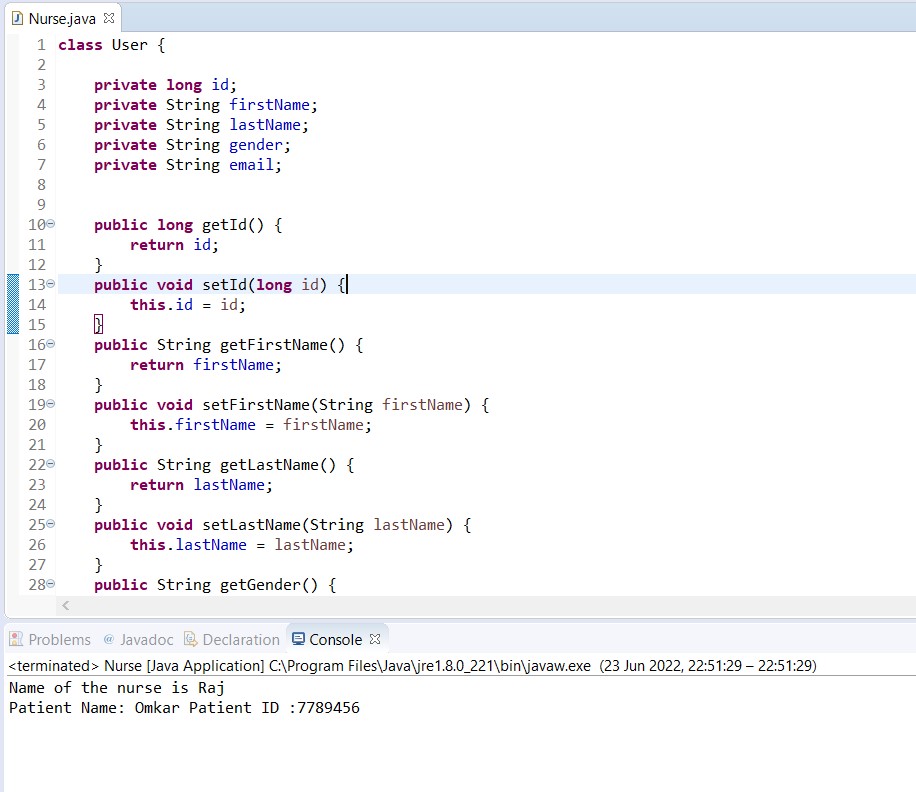 Nurse.java
1 class User {
2
3     private long id;
4     private String firstName;
5     private String lastName;
6     private String gender;
7     private String email;
8
9
10     public long getId() {
11         return id;
12     }
13     public void setId(long id) {
14         this.id = id;
15     }
16     public String getFirstName() {
17         return firstName;
18     }
19     public void setFirstName(String firstName) {
20         this.firstName = firstName;
21     }
22     public String getLastName() {
23         return lastName;
24     }
25     public void setLastName(String lastName) {
26         this.lastName = lastName;
27     }
28     public String getGender() {
Problems @ Javadoc Declaration Console
<terminated> Nurse [Java Application] C:\Program Files\Java\jre1.8.0_221\bin\javaw.exe (23 Jun 2022, 22:51:29 – 22:51:29)
Name of the nurse is Raj
Patient Name: Omkar Patient ID :7789456